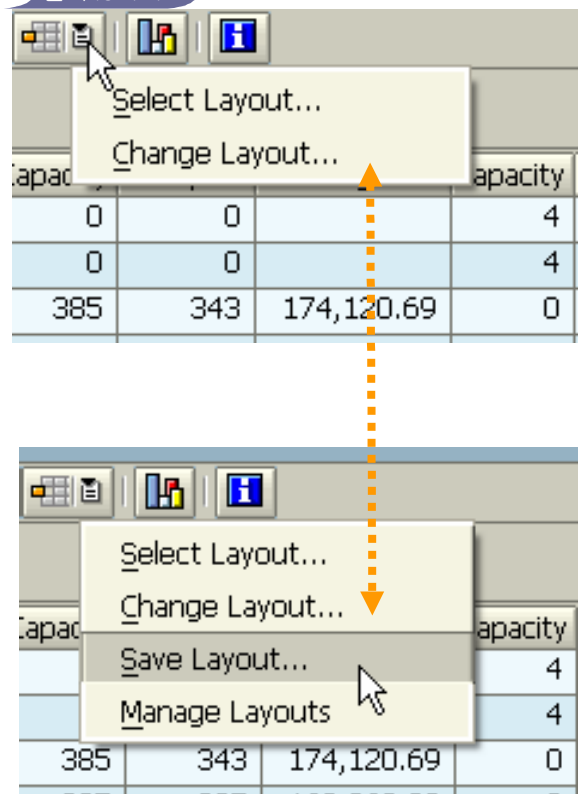 Select Layout...
Change Layout...
apacity
0 0 4
0 0 4
385 343 174,120.69 0
Select Layout...
Change Layout...
Capac apacity
Save Layout...
4
Manage Layouts
4
385 343 174,120.69 0